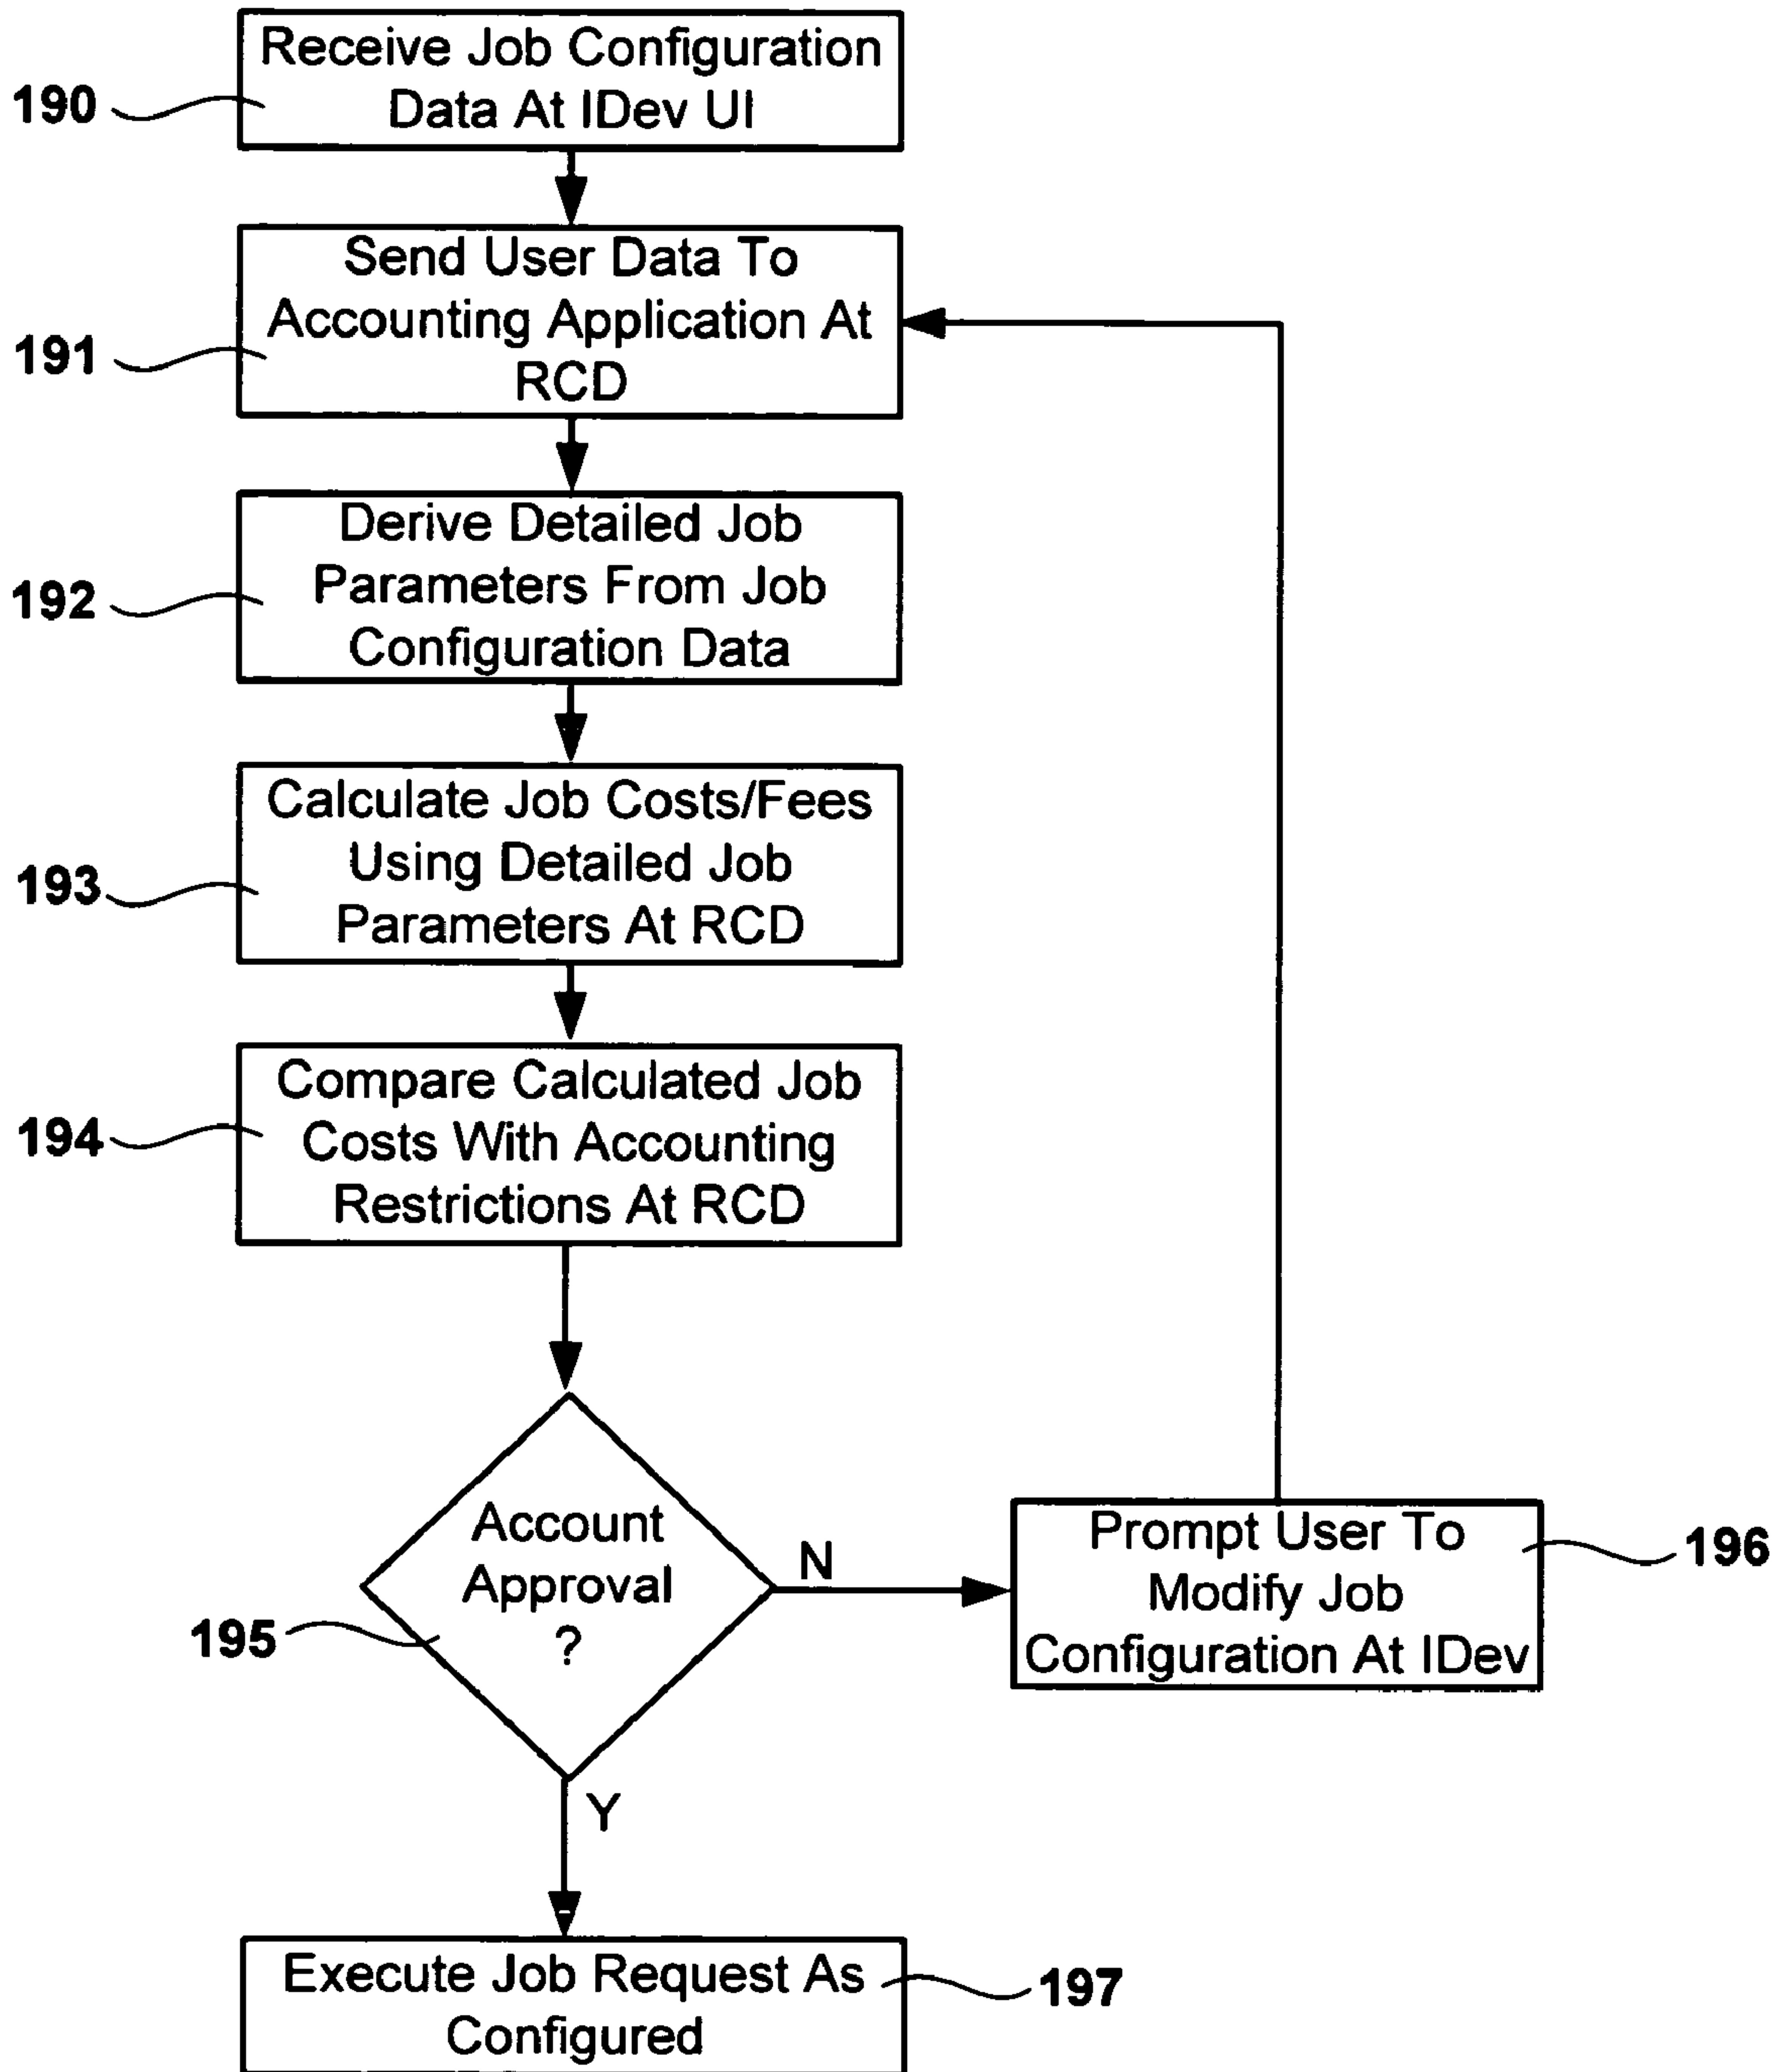 Receive Job Configuration
Data At IDev UI
190
Send User Data To
Accounting Application At
RCD
191
Derive Detailed Job
Parameters From Job
Configuration Data
192
Calculate Job Costs/Fees
Using Detailed Job
Parameters At RCD
193
Compare Calculated Job
Costs With Accounting
Restrictions At RCD
194
Account
Approval
?
195
N
Prompt User To
Modify Job
Configuration At IDev
196
Y
Execute Job Request As
Configured
197